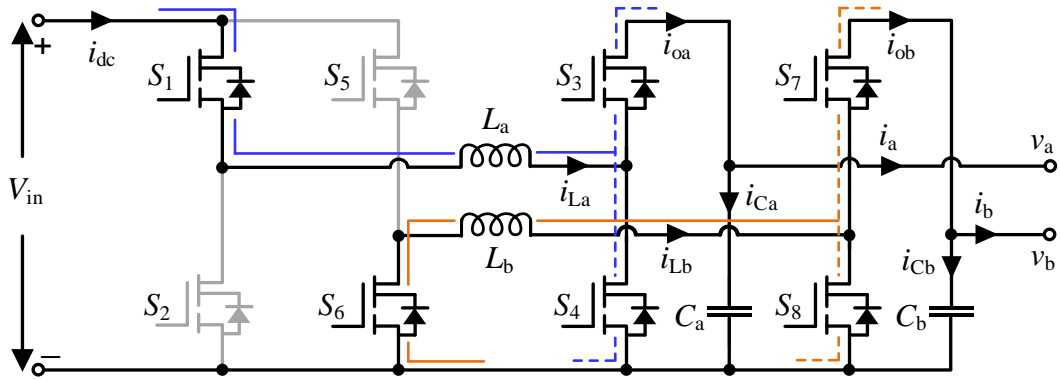 +
i_dc
S_1
S_5
S_3
i_oa
S_7
i_ob
L_a
i_a
v_a
V_in
i_La
i_Ca
i_b
L_b
i_Lb
v_b
i_Cb
S_2
S_6
S_4
C_a
S_8
C_b
−